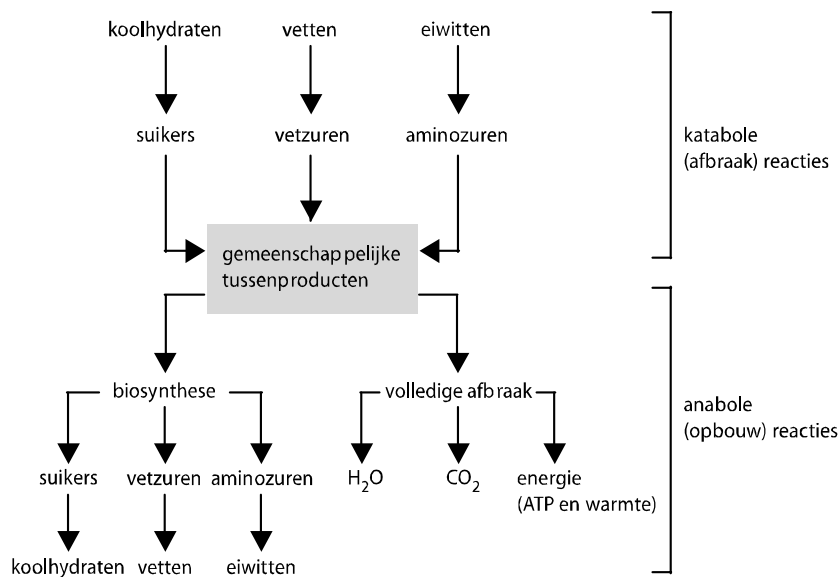 koolhydraten vetten eiwitten
suikers vetzuren aminozuren
katabole
(afbraak) reacties
gemeenschappelijke
tussenproducten
biosynthese volledige afbraak
anabole
(opbouw) reacties
suikers vetzuren aminozuren H₂O CO₂ energie
(ATP en warmte)
koolhydraten vetten eiwitten